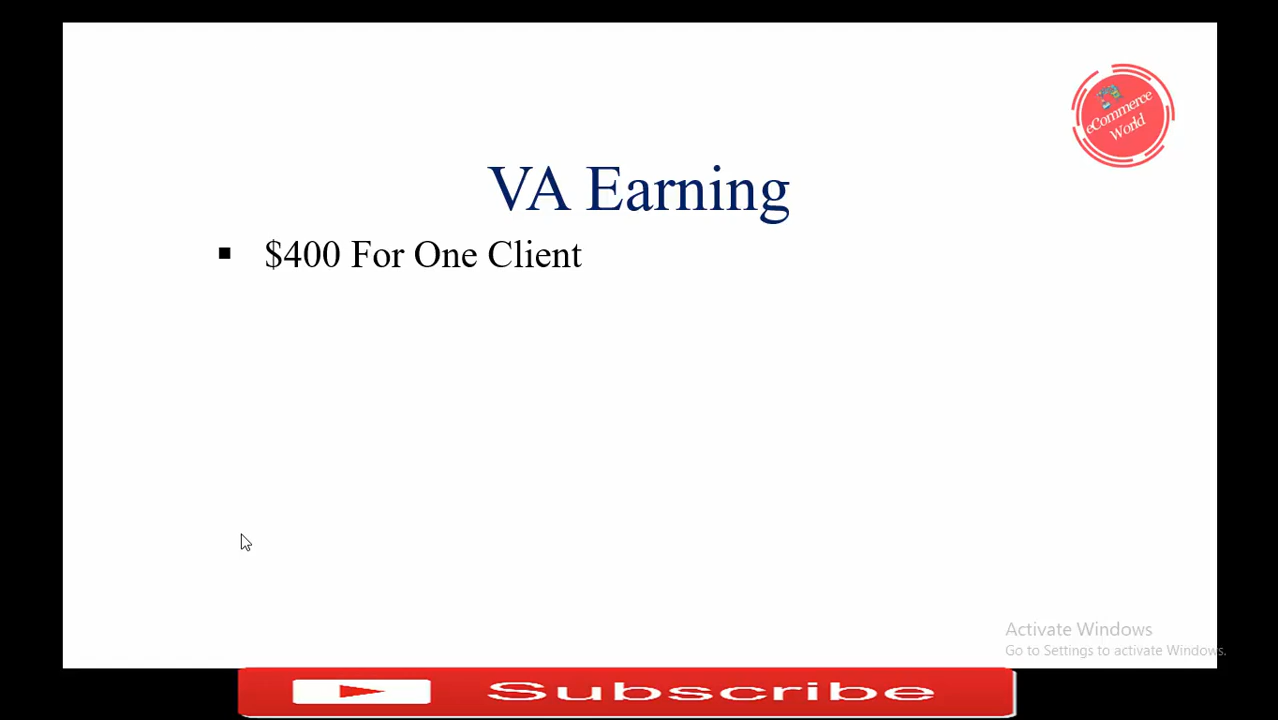 eCommerce
World
VA Earning
▪ $400 For One Client
Activate Windows
Go to Settings to activate Windows.
Subscribe